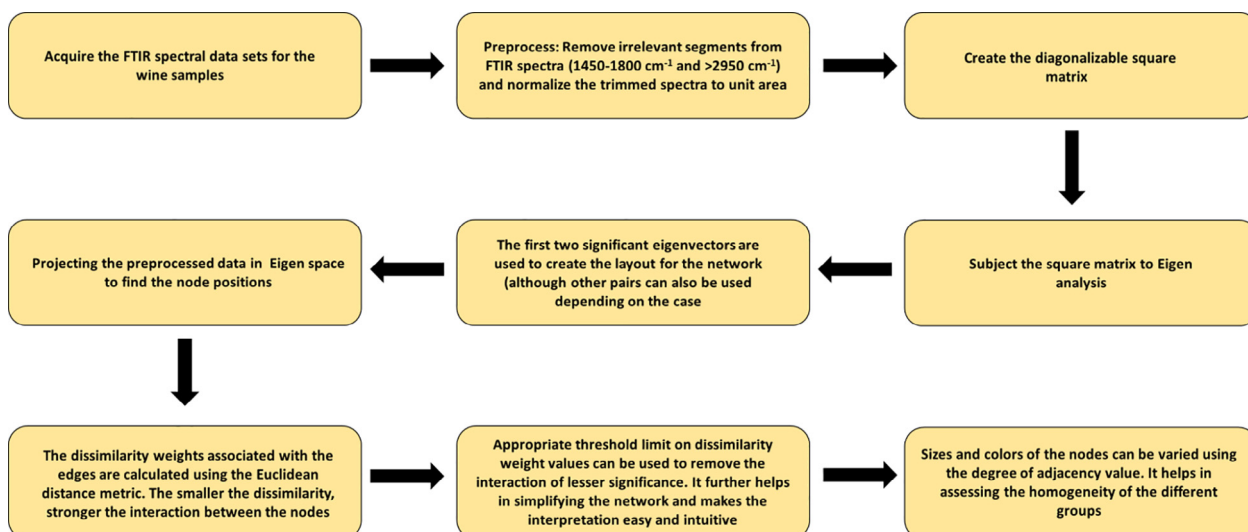 Acquire the FTIR spectral data sets for the
wine samples
Preprocess: Remove irrelevant segments from
FTIR spectra (1450-1800 cm⁻¹ and >2950 cm⁻¹)
and normalize the trimmed spectra to unit area
Create the diagonalizable square
matrix
Subject the square matrix to Eigen
analysis
The first two significant eigenvectors are
used to create the layout for the network
(although other pairs can also be used
depending on the case
Projecting the preprocessed data in Eigen space
to find the node positions
The dissimilarity weights associated with the
edges are calculated using the Euclidean
distance metric. The smaller the dissimilarity,
stronger the interaction between the nodes
Appropriate threshold limit on dissimilarity
weight values can be used to remove the
interaction of lesser significance. It further helps
in simplifying the network and makes the
interpretation easy and intuitive
Sizes and colors of the nodes can be varied using
the degree of adjacency value. It helps in
assessing the homogeneity of the different
groups